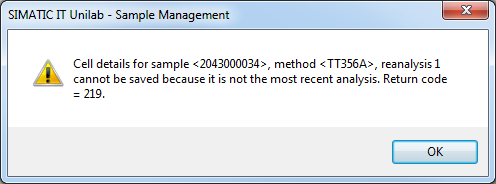 SIMATIC IT Unilab - Sample Management
Cell details for sample <2043000034>, method <TT356A>, reanalysis 1
cannot be saved because it is not the most recent analysis. Return code
= 219.
OK